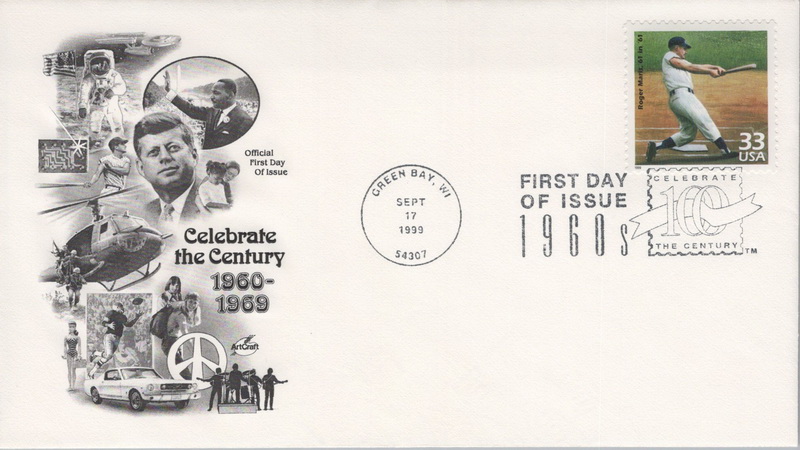 Official
First Day
Of Issue
Celebrate
the Century
1960-
1969
ArtCraft
GREEN BAY, WI
SEPT
17
1999
54307
FIRST DAY
OF ISSUE
1960s
Roger Maris, 61 in '61
33
USA
CELEBRATE
100
THE CENTURY
TM